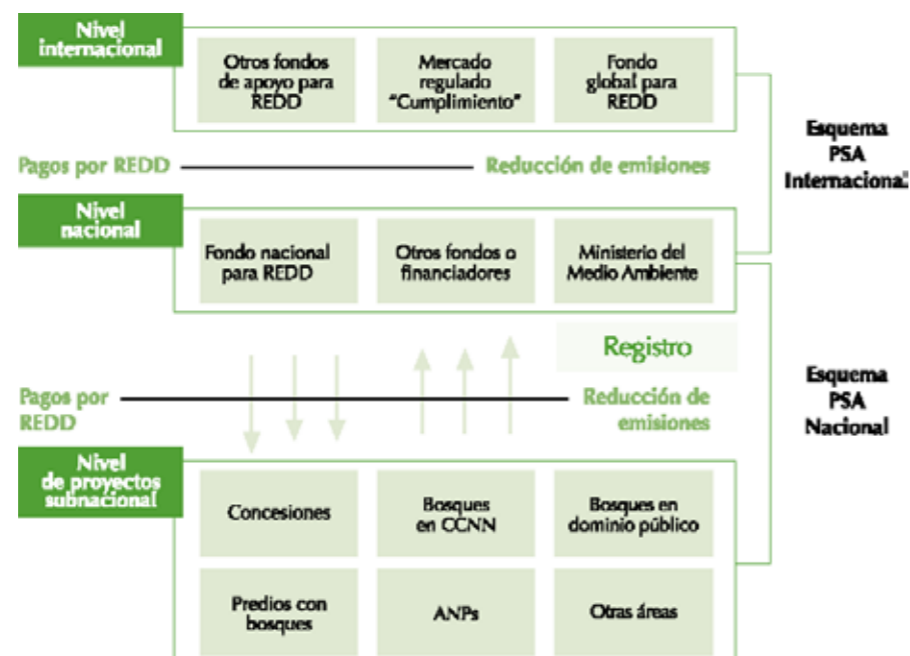 Nivel
internacional
Otros fondos
de apoyo para
REDD
Mercado
regulado
"Cumplimiento"
Fondo
global para
REDD
Esquema
PSA
Internacional
Pagos por REDD
Reducción de emisiones
Nivel
nacional
Fondo nacional
para REDD
Otros fondos o
financiadores
Ministerio del
Medio Ambiente
Registro
Esquema
PSA
Nacional
Pagos por
REDD
Reducción de
emisiones
Nivel
de proyectos
subnacional
Concesiones
Bosques
en CCNN
Bosques en
dominio público
Predios con
bosques
ANPs
Otras áreas